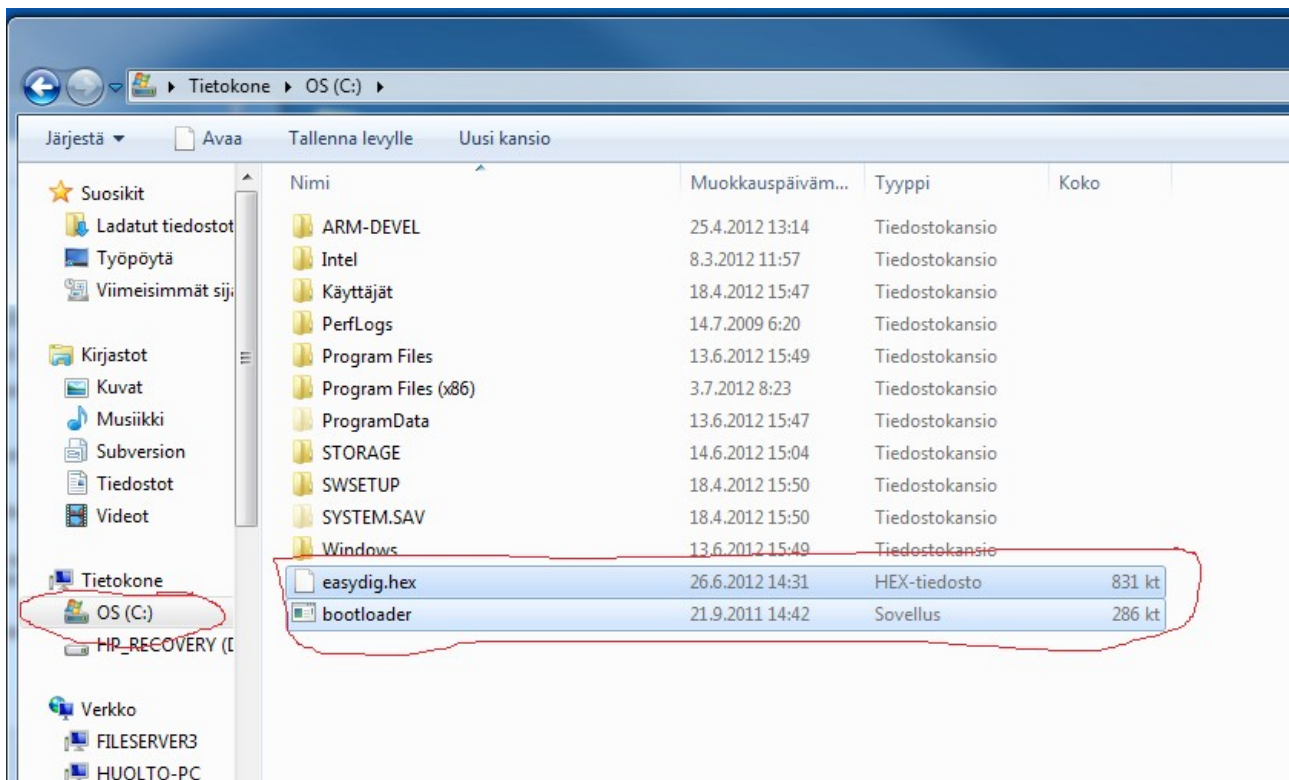 Tietokone OS (C:)
Järjestä Avaa Tallenna levylle Uusi kansio
Suosikit
Ladatut tiedostot
Työpöytä
Viimeisimmät sija
Kirjastot
Kuvat
Musiikki
Subversion
Tiedostot
Videot
Tietokone
OS (C:)
HP_RECOVERY (D
Verkko
FILESERVER3
HUOLTO-PC
Nimi Muokkauspäiväm... Tyyppi Koko
ARM-DEVEL 25.4.2012 13:14 Tiedostokansio
Intel 8.3.2012 11:57 Tiedostokansio
Käyttäjät 18.4.2012 15:47 Tiedostokansio
PerfLogs 14.7.2009 6:20 Tiedostokansio
Program Files 13.6.2012 15:49 Tiedostokansio
Program Files (x86) 3.7.2012 8:23 Tiedostokansio
ProgramData 13.6.2012 15:47 Tiedostokansio
STORAGE 14.6.2012 15:04 Tiedostokansio
SWSETUP 18.4.2012 15:50 Tiedostokansio
SYSTEM.SAV 18.4.2012 15:50 Tiedostokansio
Windows 13.6.2012 15:49 Tiedostokansio
easydig.hex 26.6.2012 14:31 HEX-tiedosto 831 kt
bootloader 21.9.2011 14:42 Sovellus 286 kt